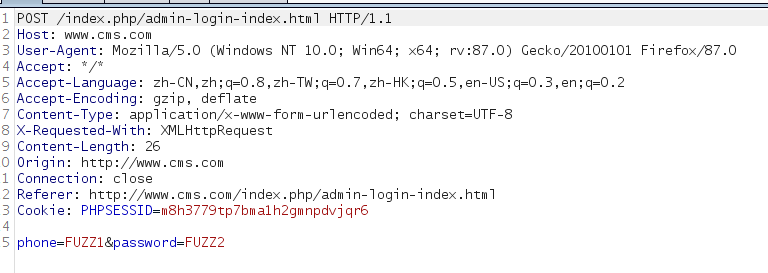 1 POST /index.php/admin-login-index.html HTTP/1.1
2 Host: www.cms.com
3 User-Agent: Mozilla/5.0 (Windows NT 10.0; Win64; x64; rv:87.0) Gecko/20100101 Firefox/87.0
4 Accept: */*
5 Accept-Language: zh-CN,zh;q=0.8,zh-TW;q=0.7,zh-HK;q=0.5,en-US;q=0.3,en;q=0.2
6 Accept-Encoding: gzip, deflate
7 Content-Type: application/x-www-form-urlencoded; charset=UTF-8
8 X-Requested-With: XMLHttpRequest
9 Content-Length: 26
0 Origin: http://www.cms.com
1 Connection: close
2 Referer: http://www.cms.com/index.php/admin-login-index.html
3 Cookie: PHPSESSID=m8h3779tp7bma1h2gmnpdvjqr6
4
5 phone=FUZZ1&password=FUZZ2